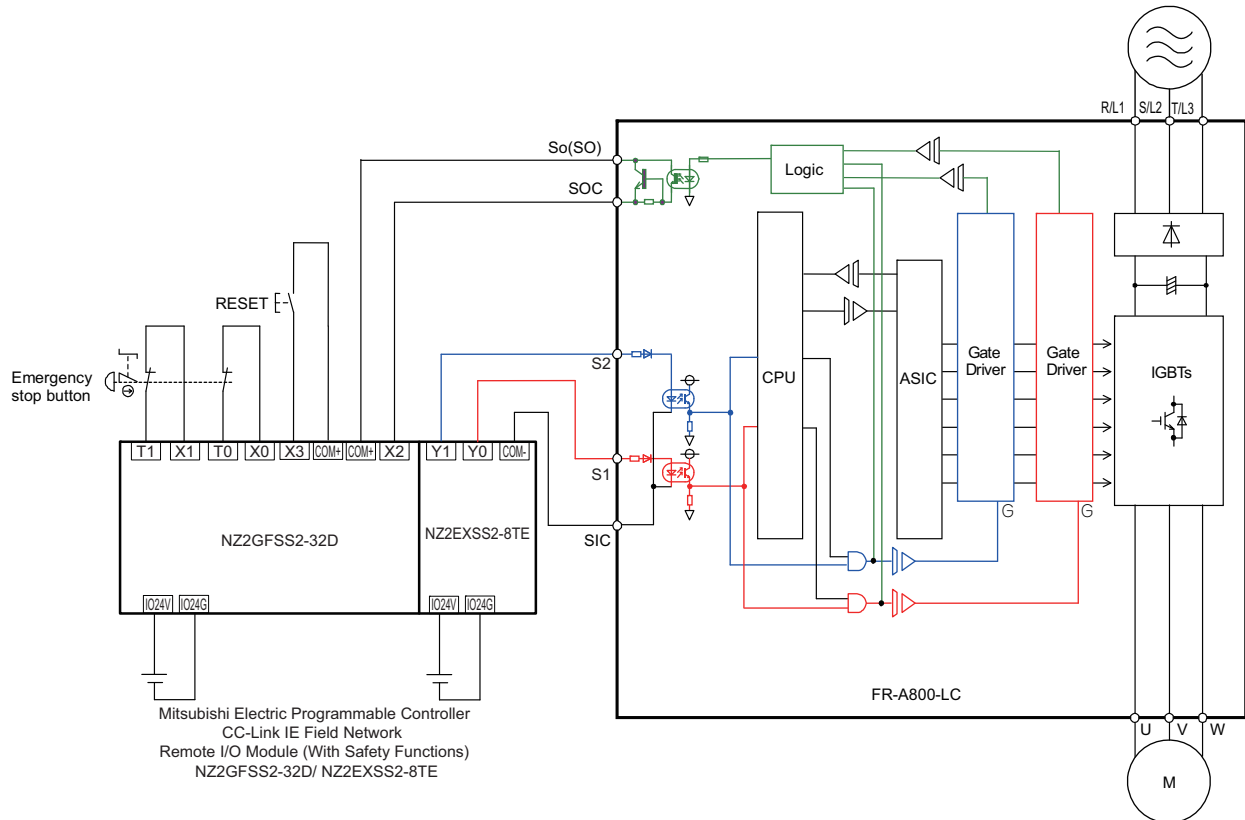 R/L1 S/L2 T/L3
So(SO)
SOC
Logic
RESET
S2
Emergency
stop button
CPU
ASIC
Gate
Driver
Gate
Driver
IGBTs
T1 X1 T0 X0 X3 COM+ COM+ X2 Y1 Y0 COM-
S1
G
G
SIC
NZ2GFSS2-32D
NZ2EXSS2-8TE
IO24V IO24G
IO24V IO24G
FR-A800-LC
Mitsubishi Electric Programmable Controller
CC-Link IE Field Network
Remote I/O Module (With Safety Functions)
NZ2GFSS2-32D/ NZ2EXSS2-8TE
U V W
M